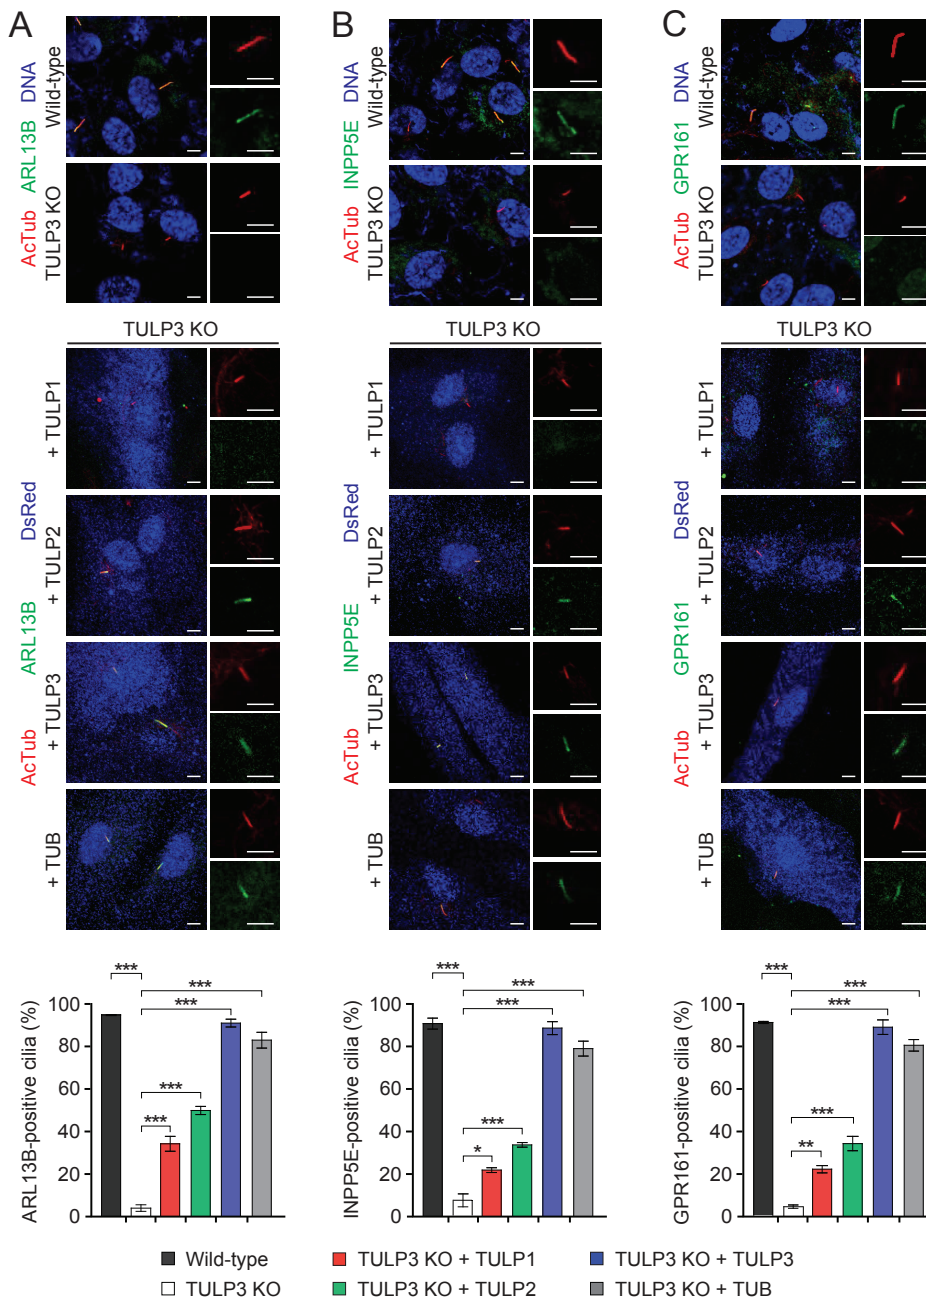 A
AcTub ARL13B DNA
Wild-type
TULP3 KO
TULP3 KO
AcTub ARL13B DsRed
+ TULP1
+ TULP2
+ TULP3
+ TUB
B
AcTub INPP5E DNA
Wild-type
TULP3 KO
TULP3 KO
AcTub INPP5E DsRed
+ TULP1
+ TULP2
+ TULP3
+ TUB
C
AcTub GPR161 DNA
Wild-type
TULP3 KO
TULP3 KO
AcTub GPR161 DsRed
+ TULP1
+ TULP2
+ TULP3
+ TUB
ARL13B-positive cilia (%)
100
80
60
40
20
0
***
***
***
***
***
INPP5E-positive cilia (%)
100
80
60
40
20
0
***
***
***
***
*
GPR161-positive cilia (%)
100
80
60
40
20
0
***
***
***
***
**
Wild-type
TULP3 KO + TULP1
TULP3 KO + TULP3
TULP3 KO
TULP3 KO + TULP2
TULP3 KO + TUB